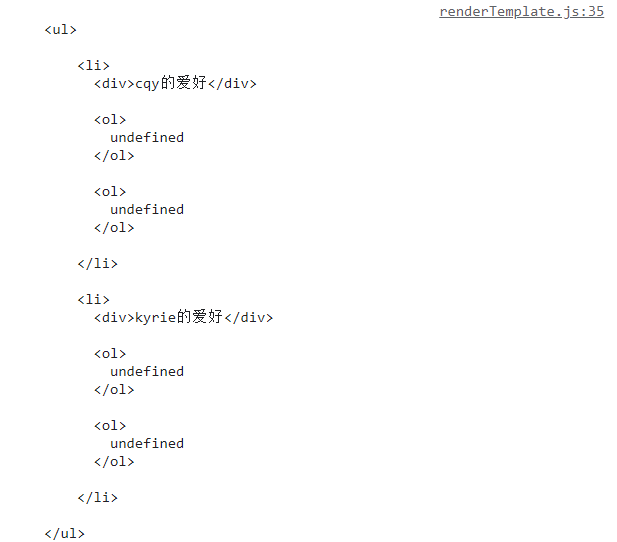 renderTemplate.js:35
<ul>
<li>
<div>cqy的爱好</div>
<ol>
undefined
</ol>
<ol>
undefined
</ol>
</li>
<li>
<div>kyrie的爱好</div>
<ol>
undefined
</ol>
<ol>
undefined
</ol>
</li>
</ul>